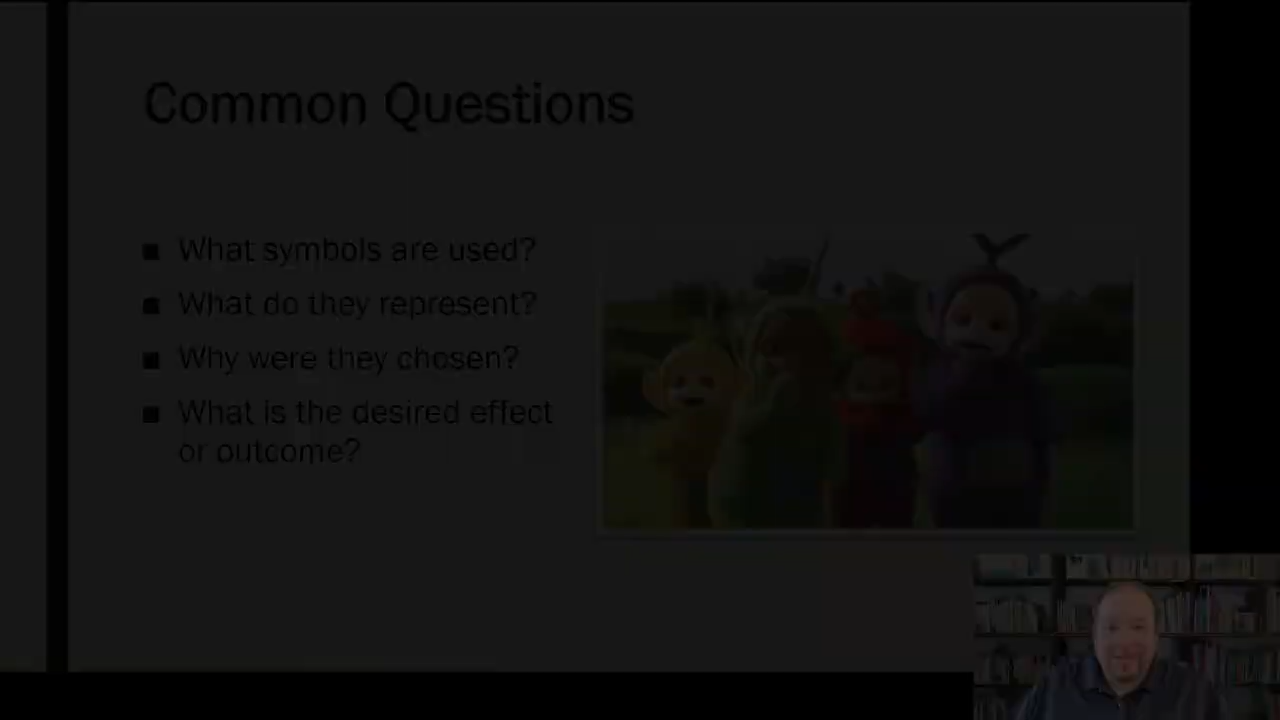 Common Questions
■ What symbols are used?
■ What do they represent?
■ Why were they chosen?
■ What is the desired effect
or outcome?